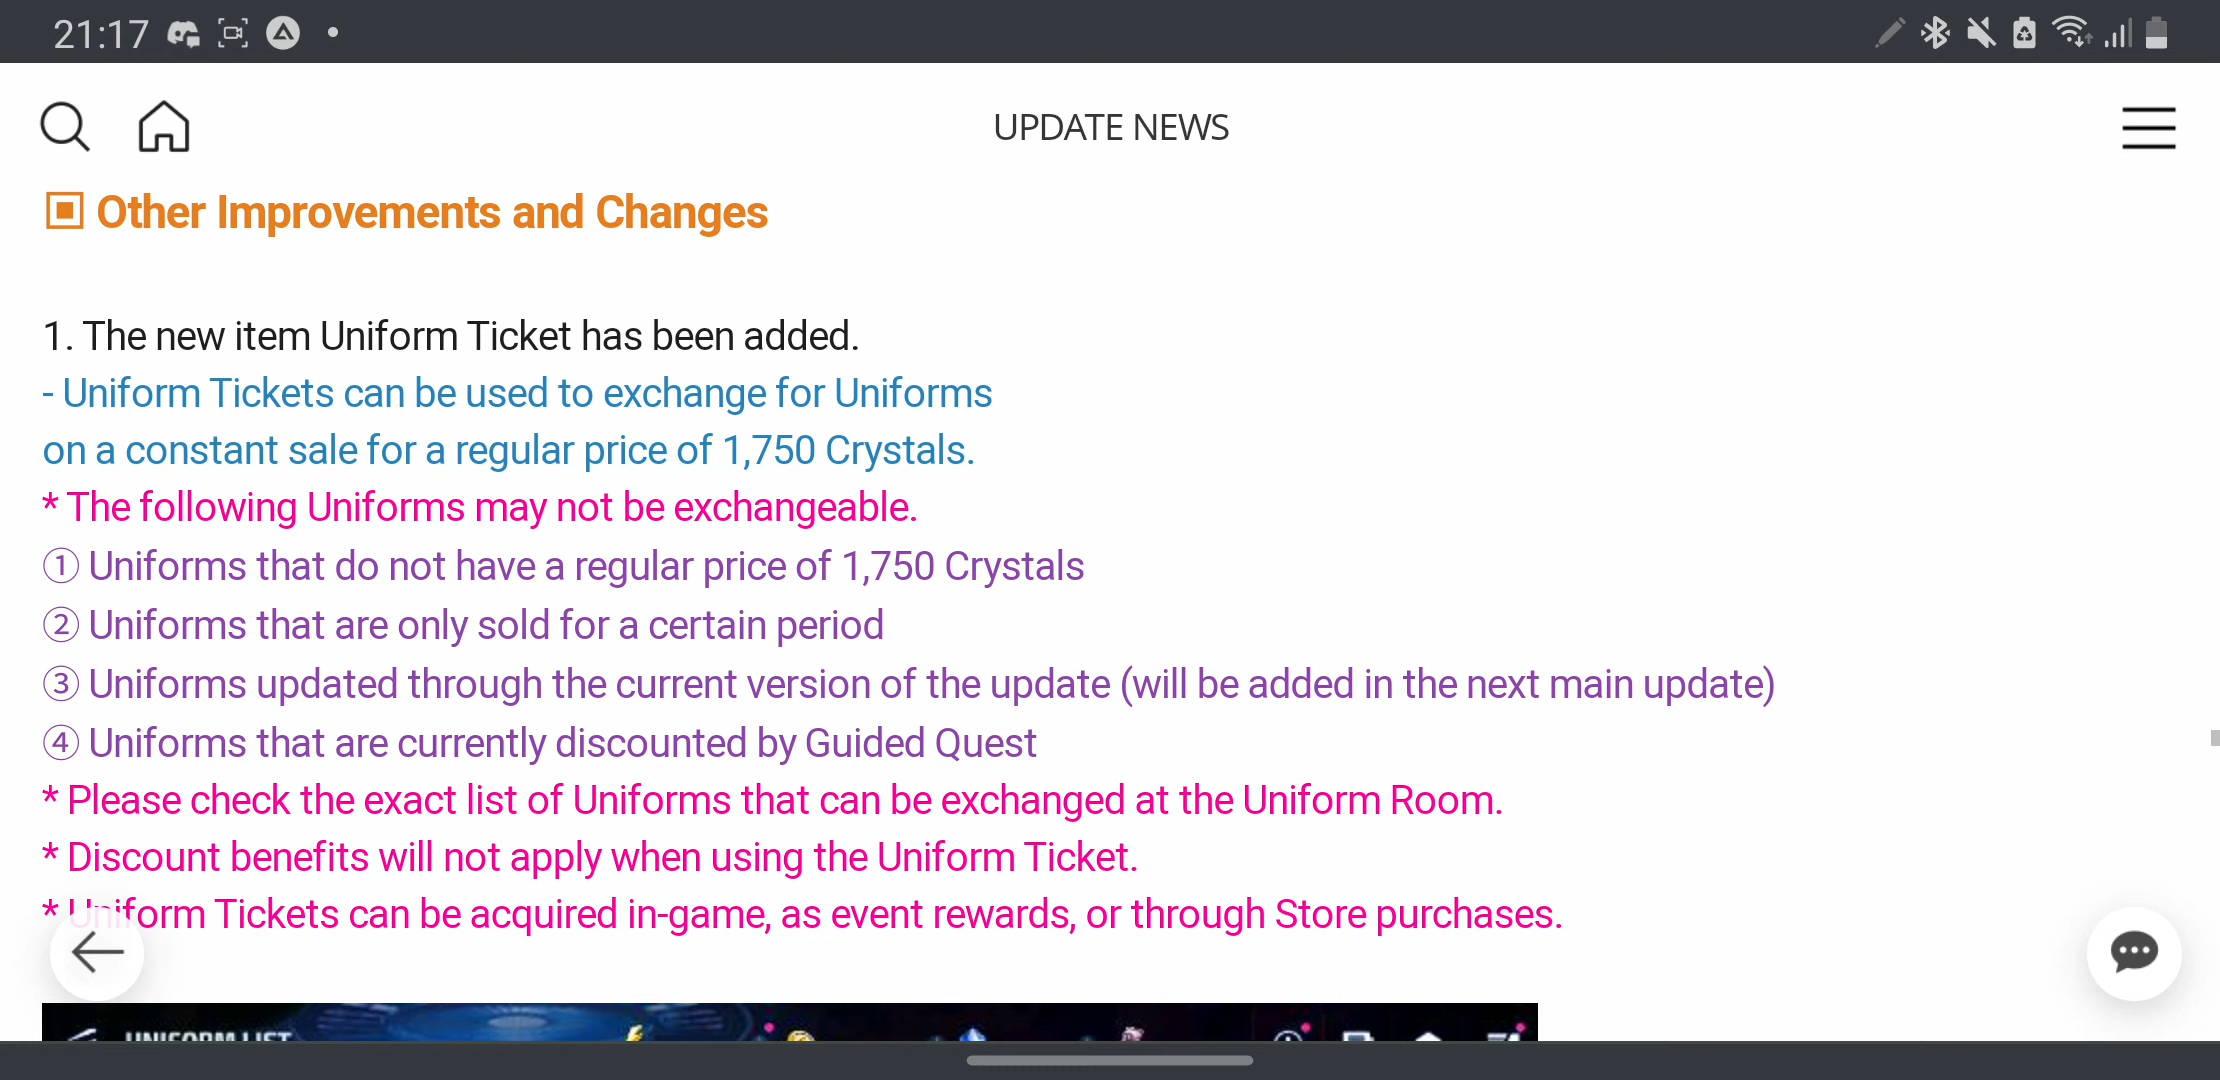 21:17
UPDATE NEWS
Other Improvements and Changes
1. The new item Uniform Ticket has been added.
- Uniform Tickets can be used to exchange for Uniforms
on a constant sale for a regular price of 1,750 Crystals.
* The following Uniforms may not be exchangeable.
① Uniforms that do not have a regular price of 1,750 Crystals
② Uniforms that are only sold for a certain period
③ Uniforms updated through the current version of the update (will be added in the next main update)
④ Uniforms that are currently discounted by Guided Quest
* Please check the exact list of Uniforms that can be exchanged at the Uniform Room.
* Discount benefits will not apply when using the Uniform Ticket.
* Uniform Tickets can be acquired in-game, as event rewards, or through Store purchases.
UNIFORM LIST